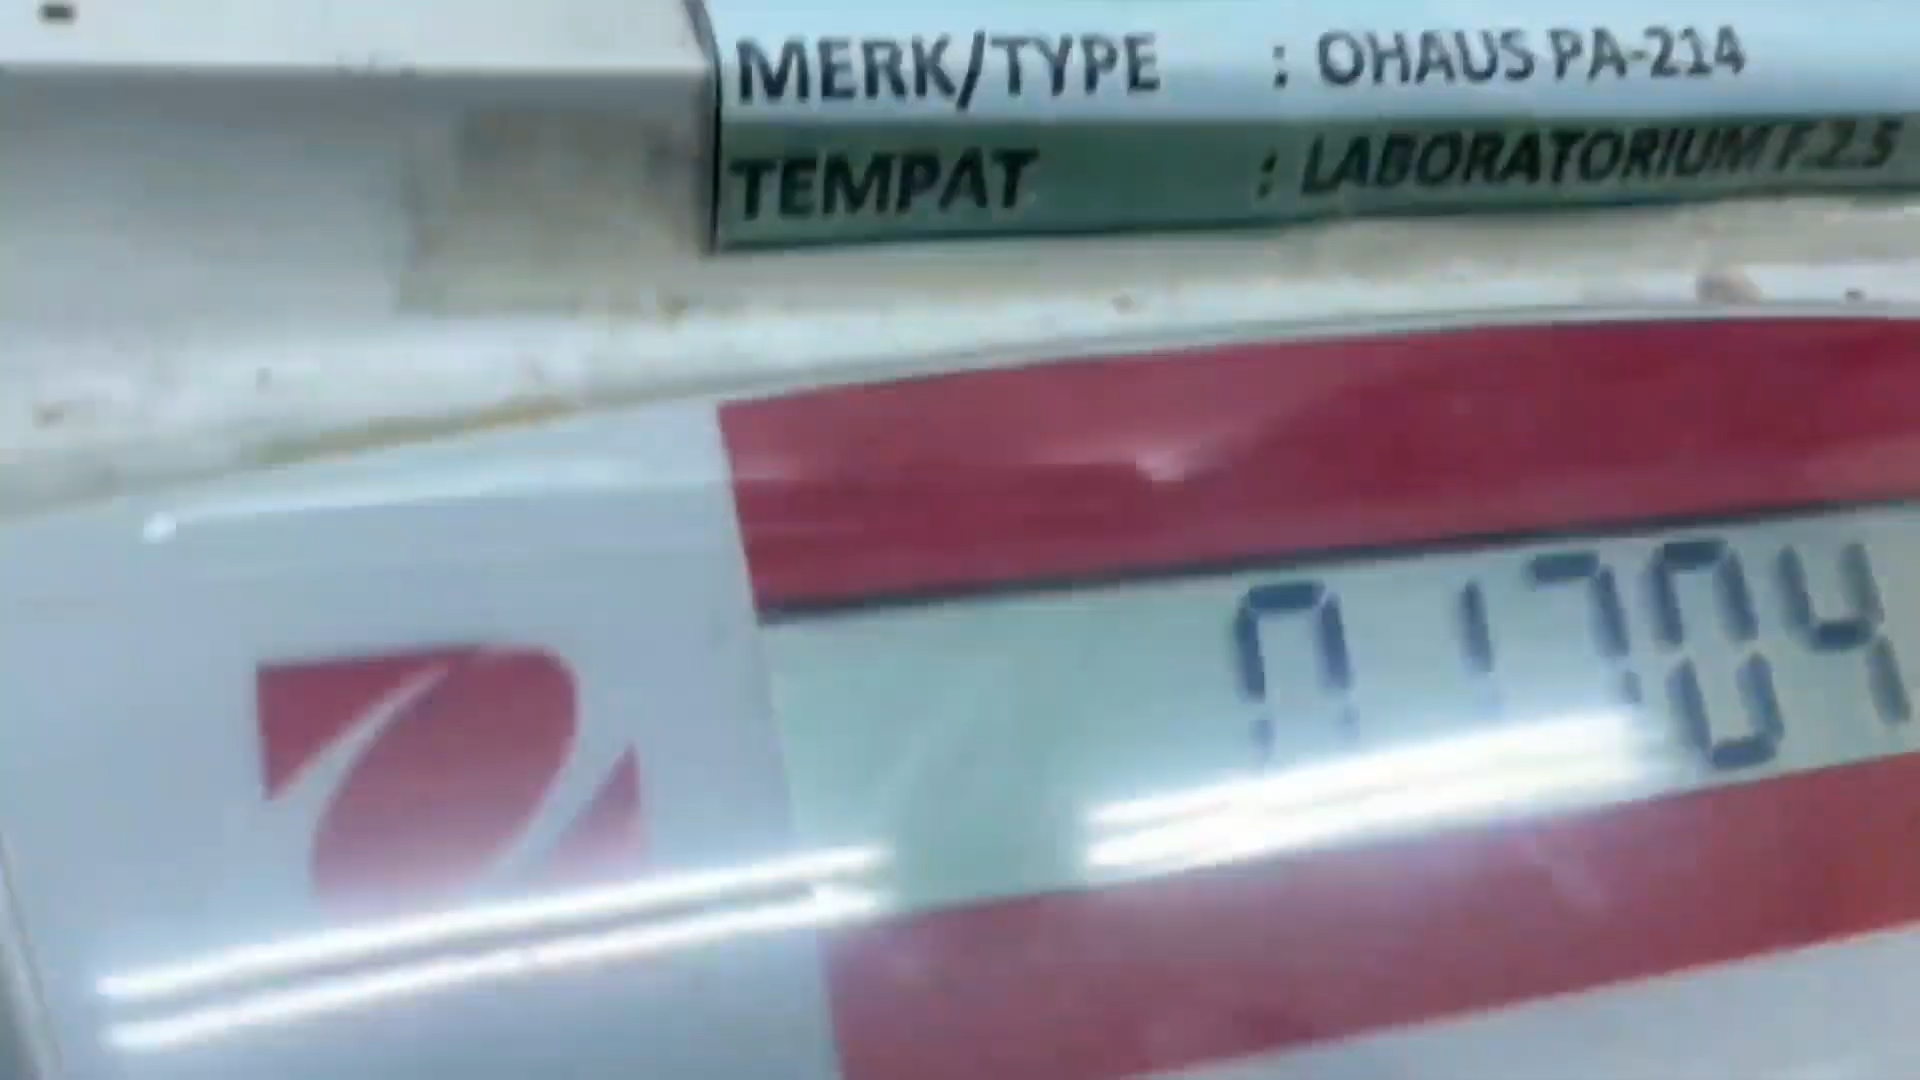 MERK/TYPE : OHAUS PA-214
TEMPAT : LABORATORIUM F.2.5
0.1704